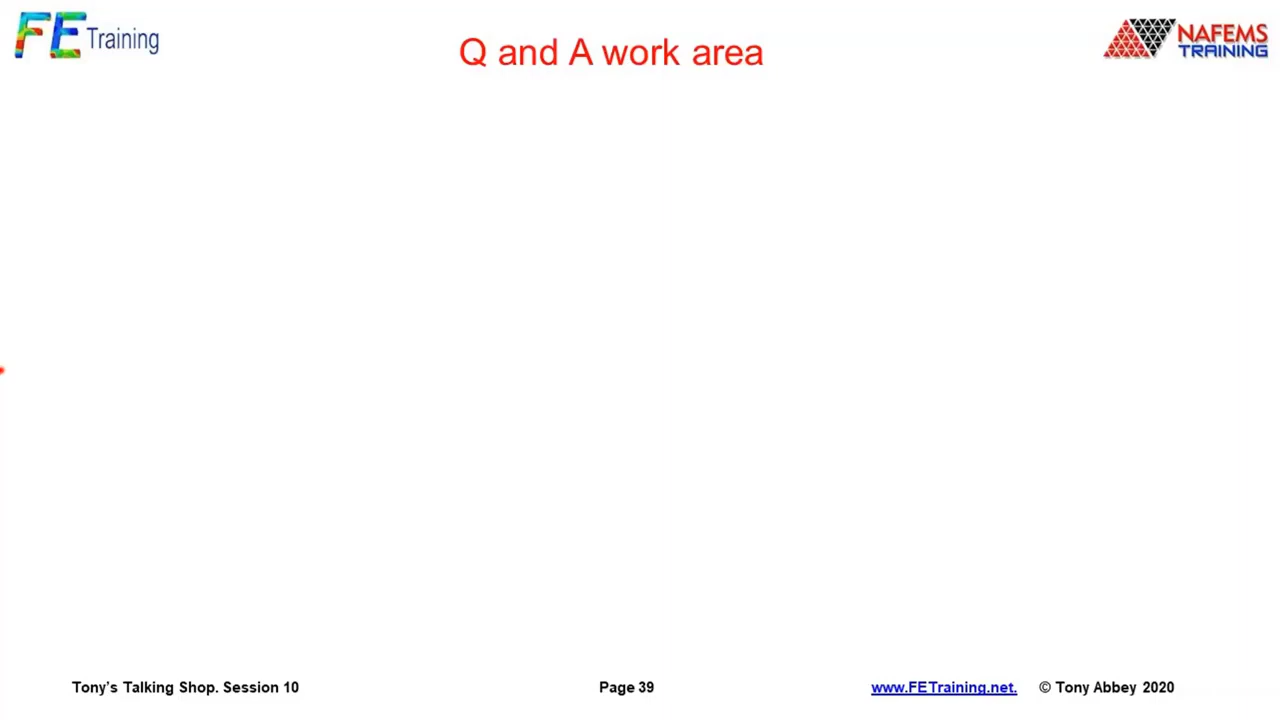 FE Training
Q and A work area
NAFEMS
TRAINING
Tony’s Talking Shop. Session 10
Page 39
www.FETraining.net.
© Tony Abbey 2020